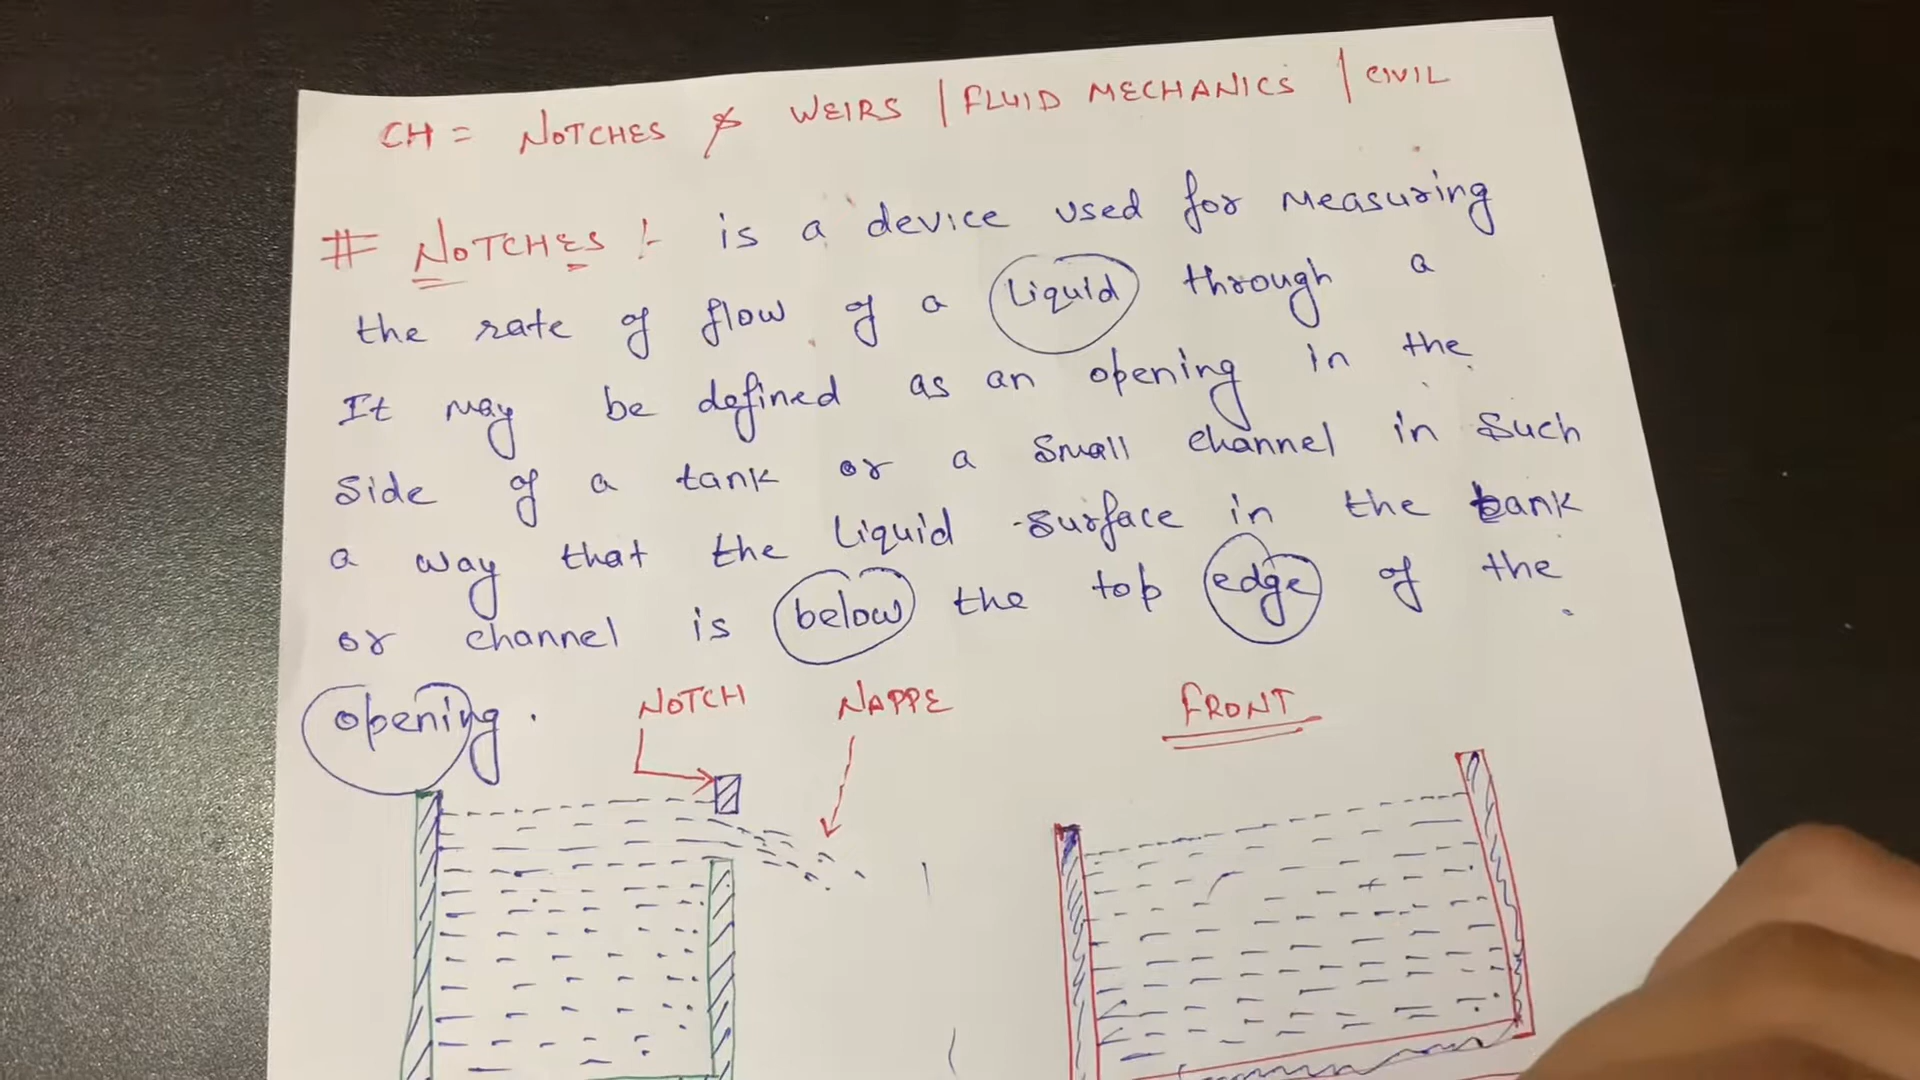 CH = NOTCHES & WEIRS | FLUID MECHANICS | CIVIL
# NOTCHES :- is a device used for measuring
the rate of flow of a liquid through a
It may be defined as an opening in the
side of a tank or a small channel in such
a way that the liquid surface in the tank
or channel is below the top edge of the
opening.
NOTCH NAPPE FRONT